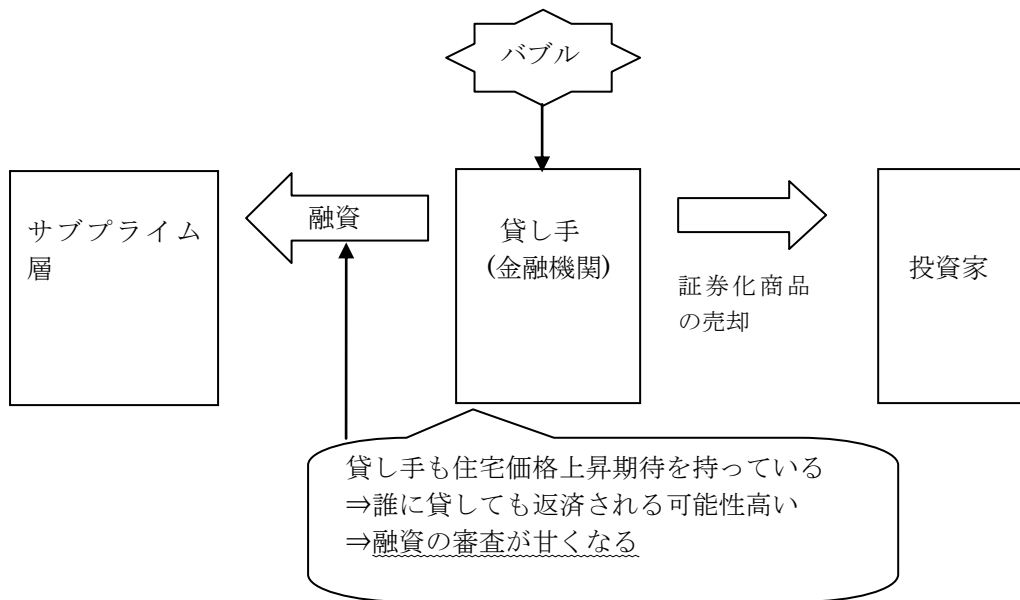 バブル
サブプライム
層
融資
貸し手
(金融機関)
証券化商品
の売却
投資家
貸し手も住宅価格上昇期待を持っている
⇒誰に貸しても返済される可能性高い
⇒融資の審査が甘くなる